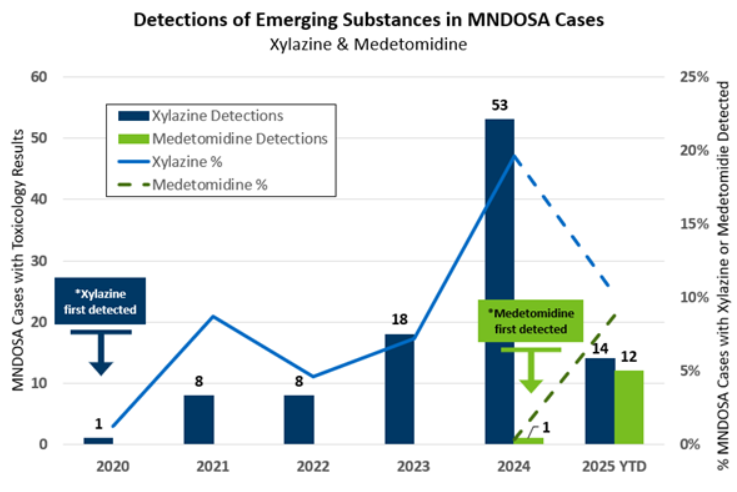 Detections of Emerging Substances in MNDOSA Cases
Xylazine & Medetomidine
MNDOSA Cases with Toxicology Results
60
50
40
30
20
10
0
Xylazine Detections
Medetomidine Detections
Xylazine %
Medetomidine %
*Xylazine
first detected
*Medetomidine
first detected
1
8
8
18
53
1
14
12
25%
20%
15%
10%
5%
0%
% MNDOSA Cases with Xylazine or Medetomidie Detected
2020
2021
2022
2023
2024
2025 YTD